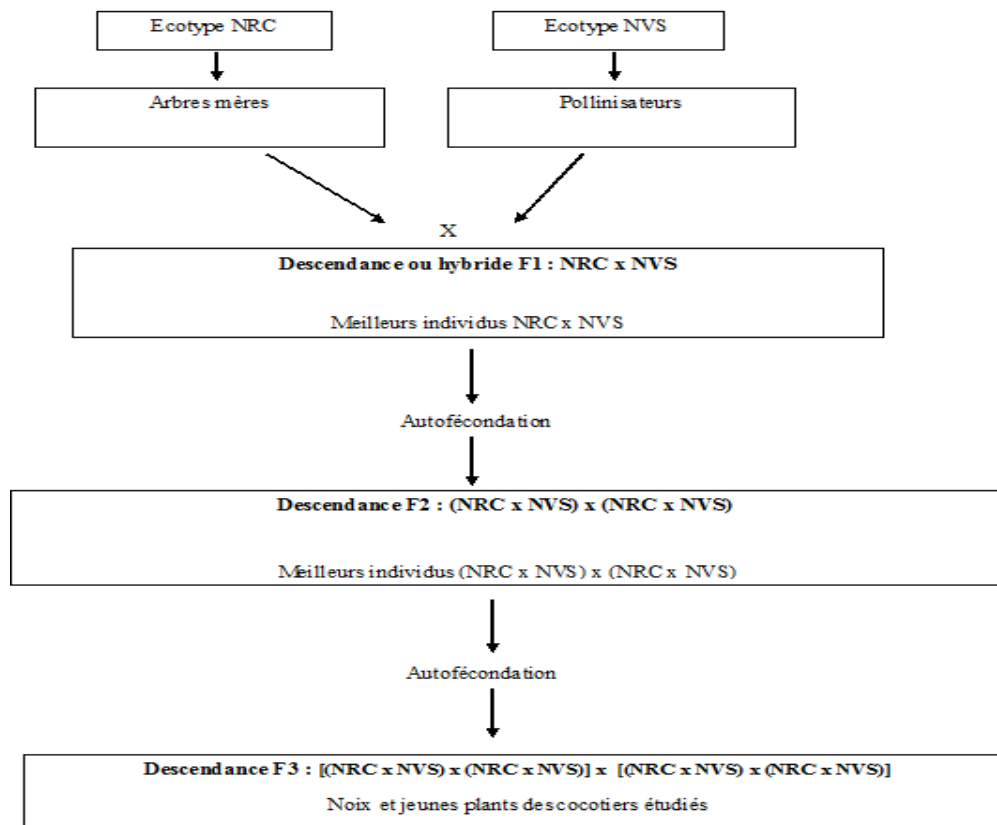 Ecotype NRC
Ecotype NVS
Arbres mères
Pollinisateurs
X
Descendance ou hybride F1 : NRC x NVS
Meilleurs individus NRC x NVS
Autofécondation
Descendance F2 : (NRC x NVS) x (NRC x NVS)
Meilleurs individus (NRC x NVS) x (NRC x NVS)
Autofécondation
Descendance F3 : [(NRC x NVS) x (NRC x NVS)] x [(NRC x NVS) x (NRC x NVS)]
Noix et jeunes plants des cocotiers étudiés